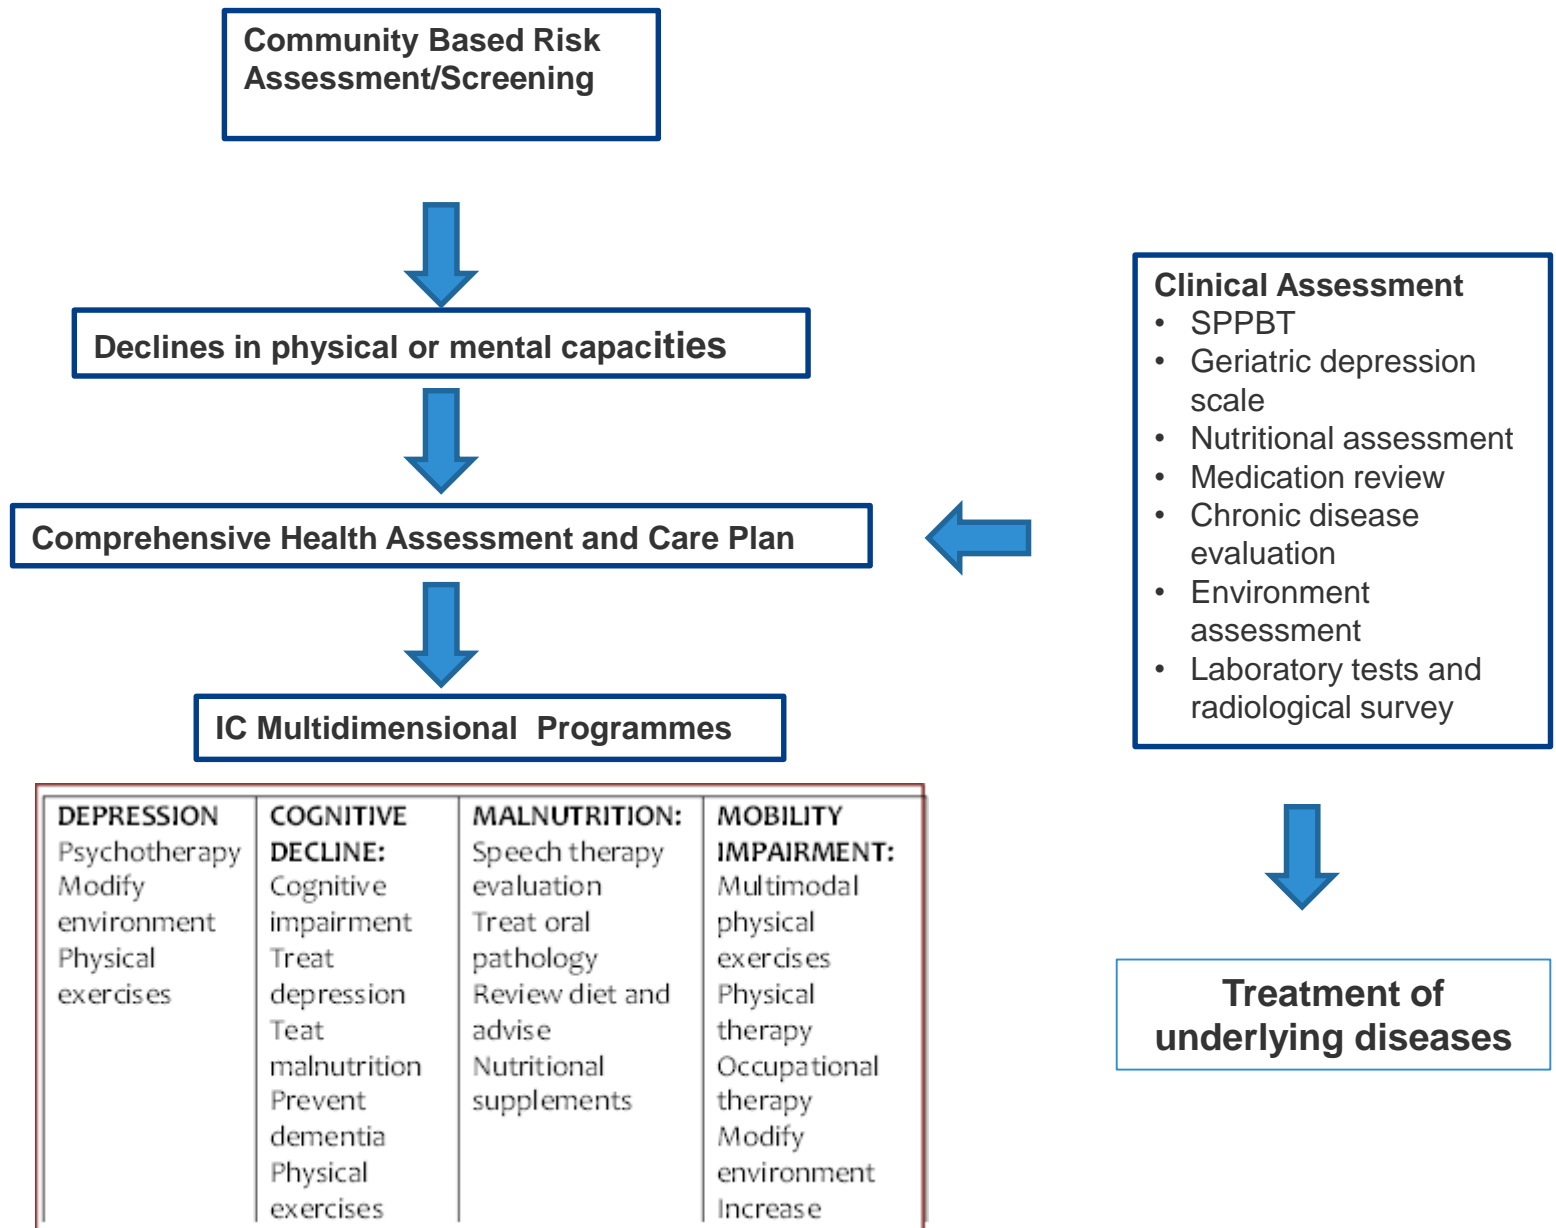 Community Based Risk
Assessment/Screening
Declines in physical or mental capacities
Comprehensive Health Assessment and Care Plan
IC Multidimensional Programmes
Clinical Assessment
• SPPBT
• Geriatric depression
scale
• Nutritional assessment
• Medication review
• Chronic disease
evaluation
• Environment
assessment
• Laboratory tests and
radiological survey
Treatment of
underlying diseases
DEPRESSION
Psychotherapy
Modify
environment
Physical
exercises
COGNITIVE
DECLINE:
Cognitive
impairment
Treat
depression
Teat
malnutrition
Prevent
dementia
Physical
exercises
MALNUTRITION:
Speech therapy
evaluation
Treat oral
pathology
Review diet and
advise
Nutritional
supplements
MOBILITY
IMPAIRMENT:
Multimodal
physical
exercises
Physical
therapy
Occupational
therapy
Modify
environment
Increase